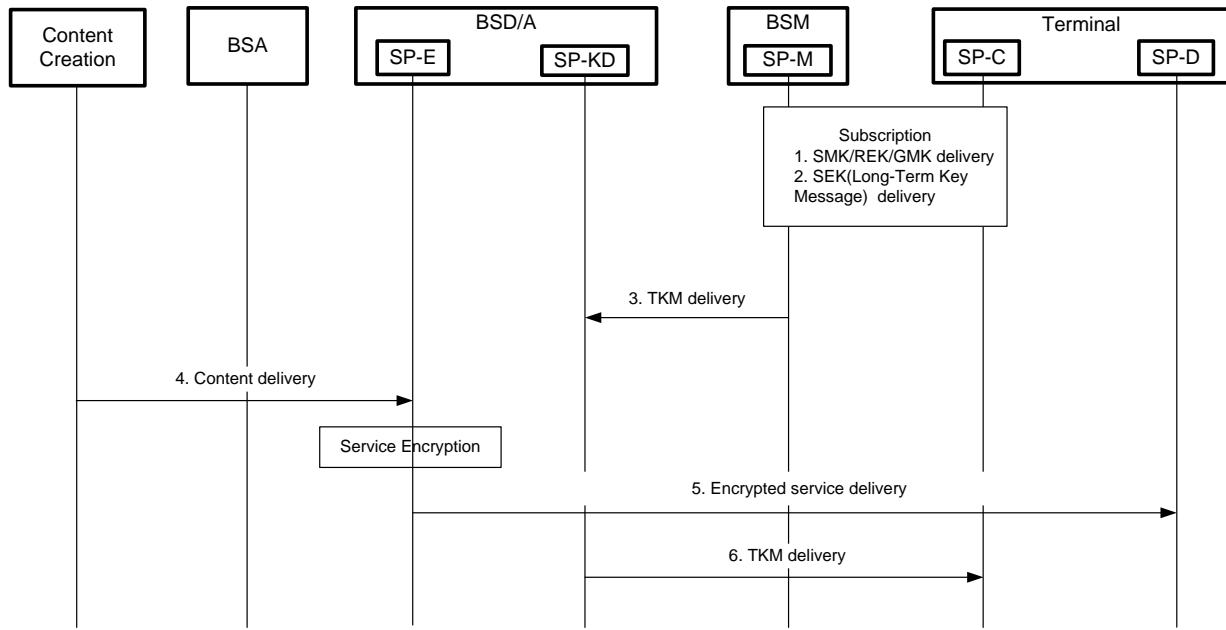 Content
Creation
BSA
BSD/A
SP-E
SP-KD
BSM
SP-M
Terminal
SP-C
SP-D
Subscription
1. SMK/REK/GMK delivery
2. SEK(Long-Term Key
Message) delivery
3. TKM delivery
4. Content delivery
Service Encryption
5. Encrypted service delivery
6. TKM delivery